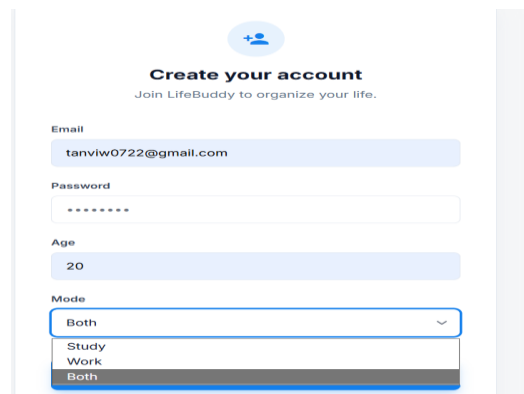 Create your account
Join LifeBuddy to organize your life.
Email
tanviw0722@gmail.com
Password
Age
20
Mode
Both
Study
Work
Both